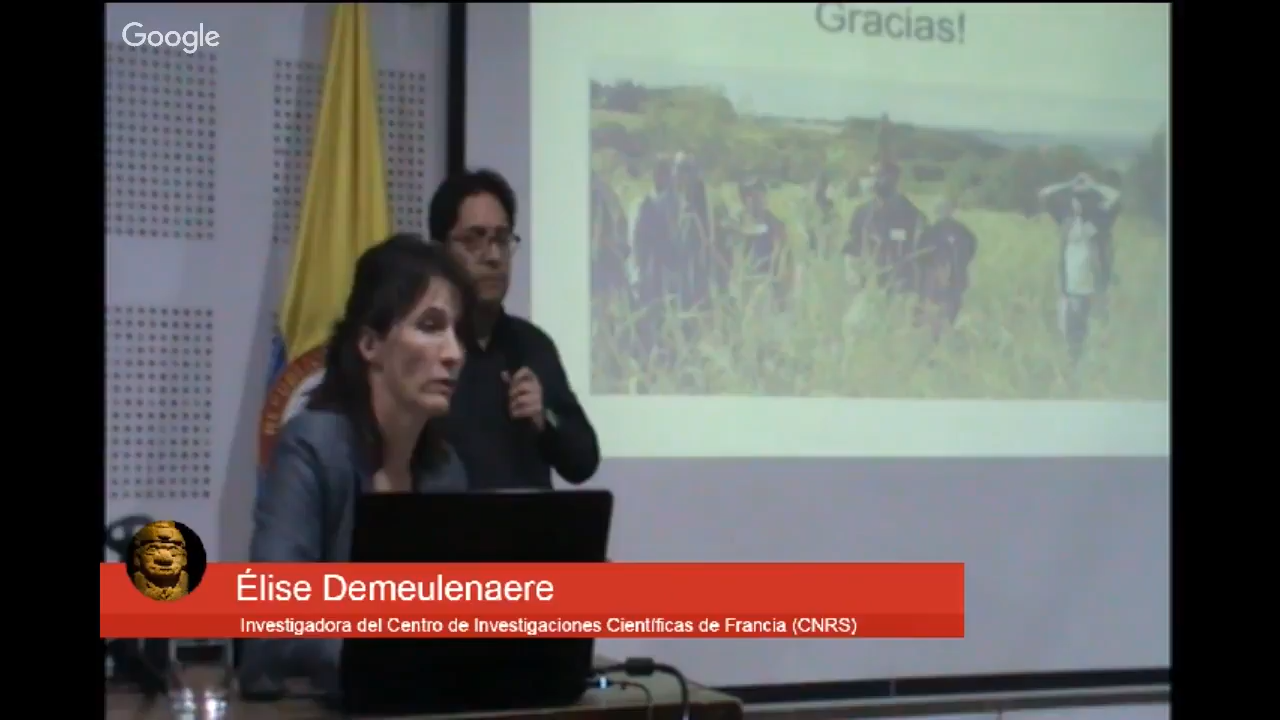 Google
Gracias!
Élise Demeulenaere
Investigadora del Centro de Investigaciones Científicas de Francia (CNRS)